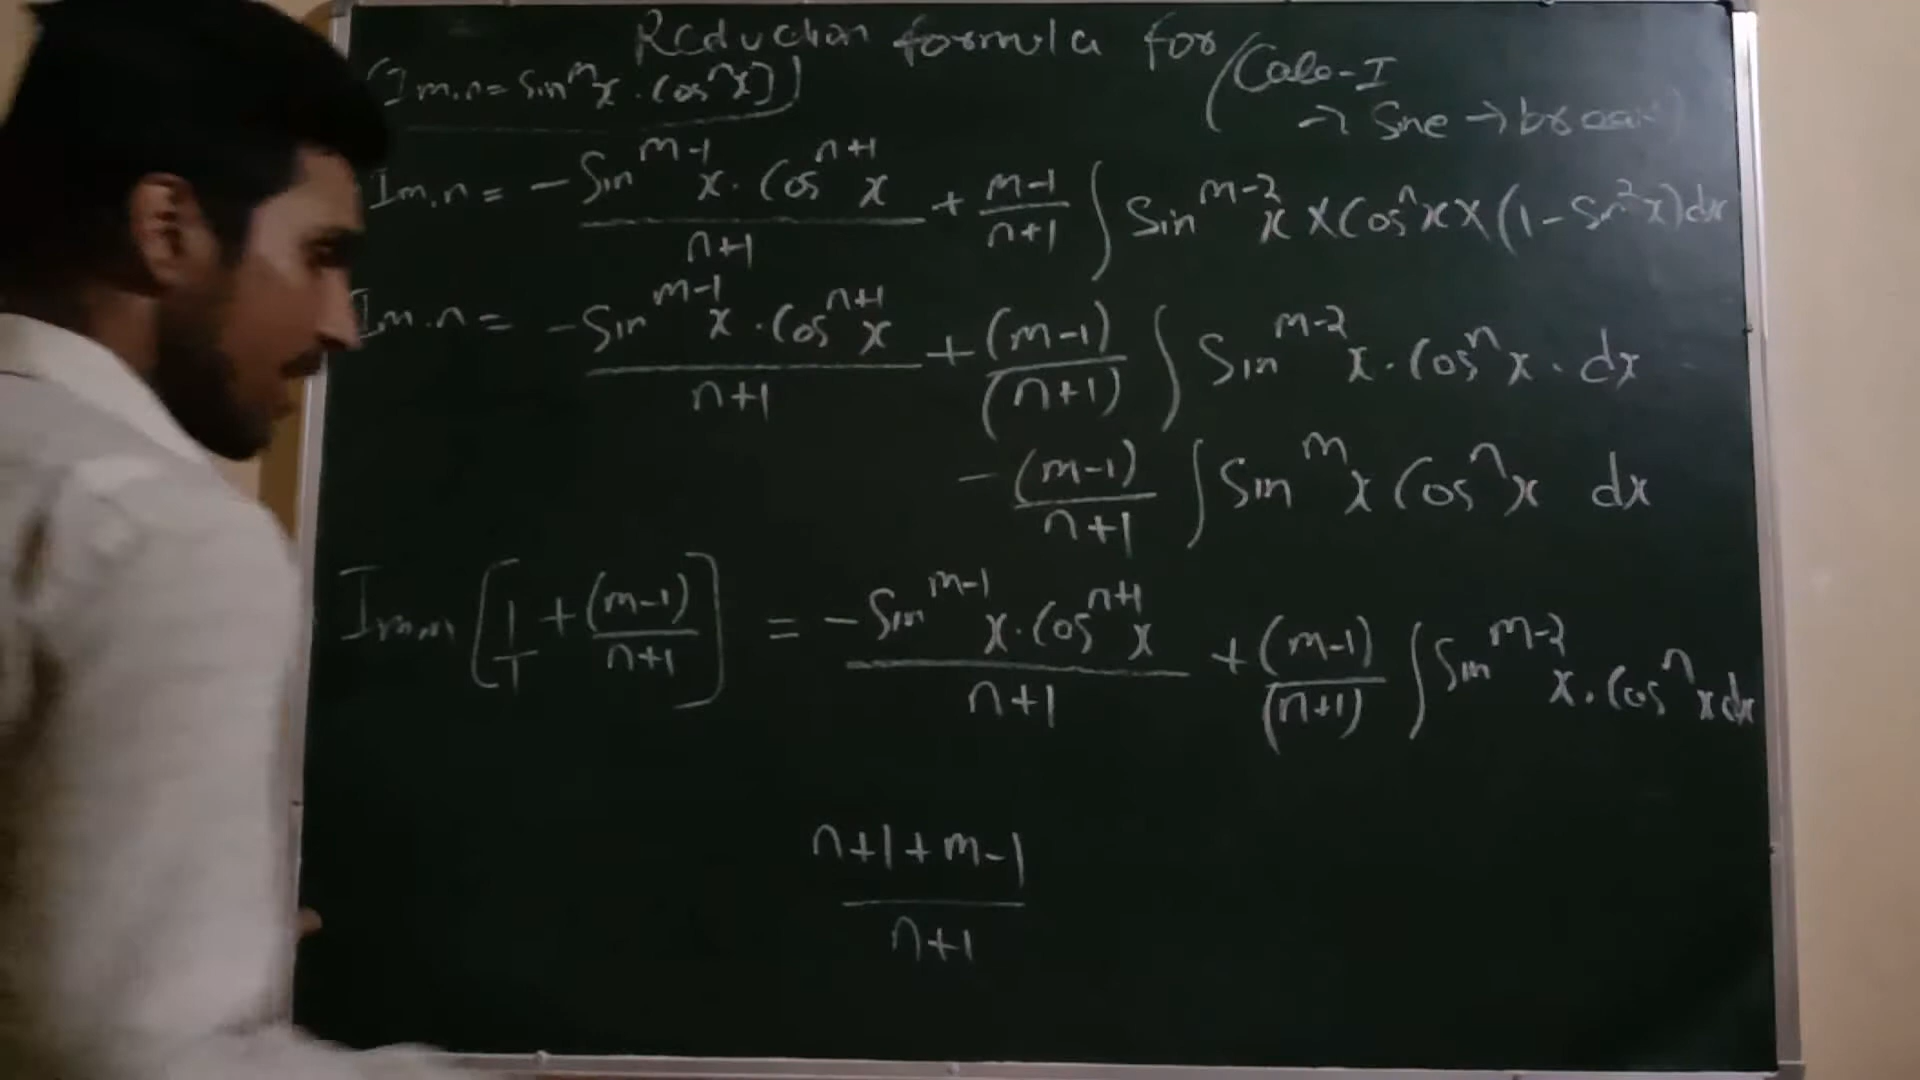 Reduction formula for (Case-I
(Im.n = Sin^m x . Cos^n x])
→ Sine → break)
Im.n = - Sin^{m-1} x . Cos^{n+1} x / n+1 + m-1 / n+1 ∫ Sin^{m-2} x × Cos^n x × (1 - Sin^2 x) dx
Im.n = - Sin^{m-1} x . Cos^{n+1} x / n+1 + (m-1) / (n+1) ∫ Sin^{m-2} x . Cos^n x . dx
- (m-1) / n+1 ∫ Sin^m x Cos^n x dx
Im,n [ 1/1 + (m-1) / n+1 ] = - Sin^{m-1} x . Cos^{n+1} x / n+1 + (m-1) / (n+1) ∫ Sin^{m-2} x . Cos^n x dx
n+1+m-1 / n+1